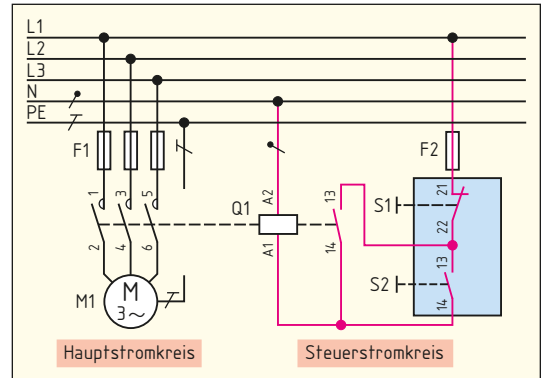 L1
L2
L3
N
PE
F1
F2
1
3
5
2
4
6
Q1
A2
A1
13
14
S1
21
22
S2
13
14
M1
M
3~
Hauptstromkreis
Steuerstromkreis